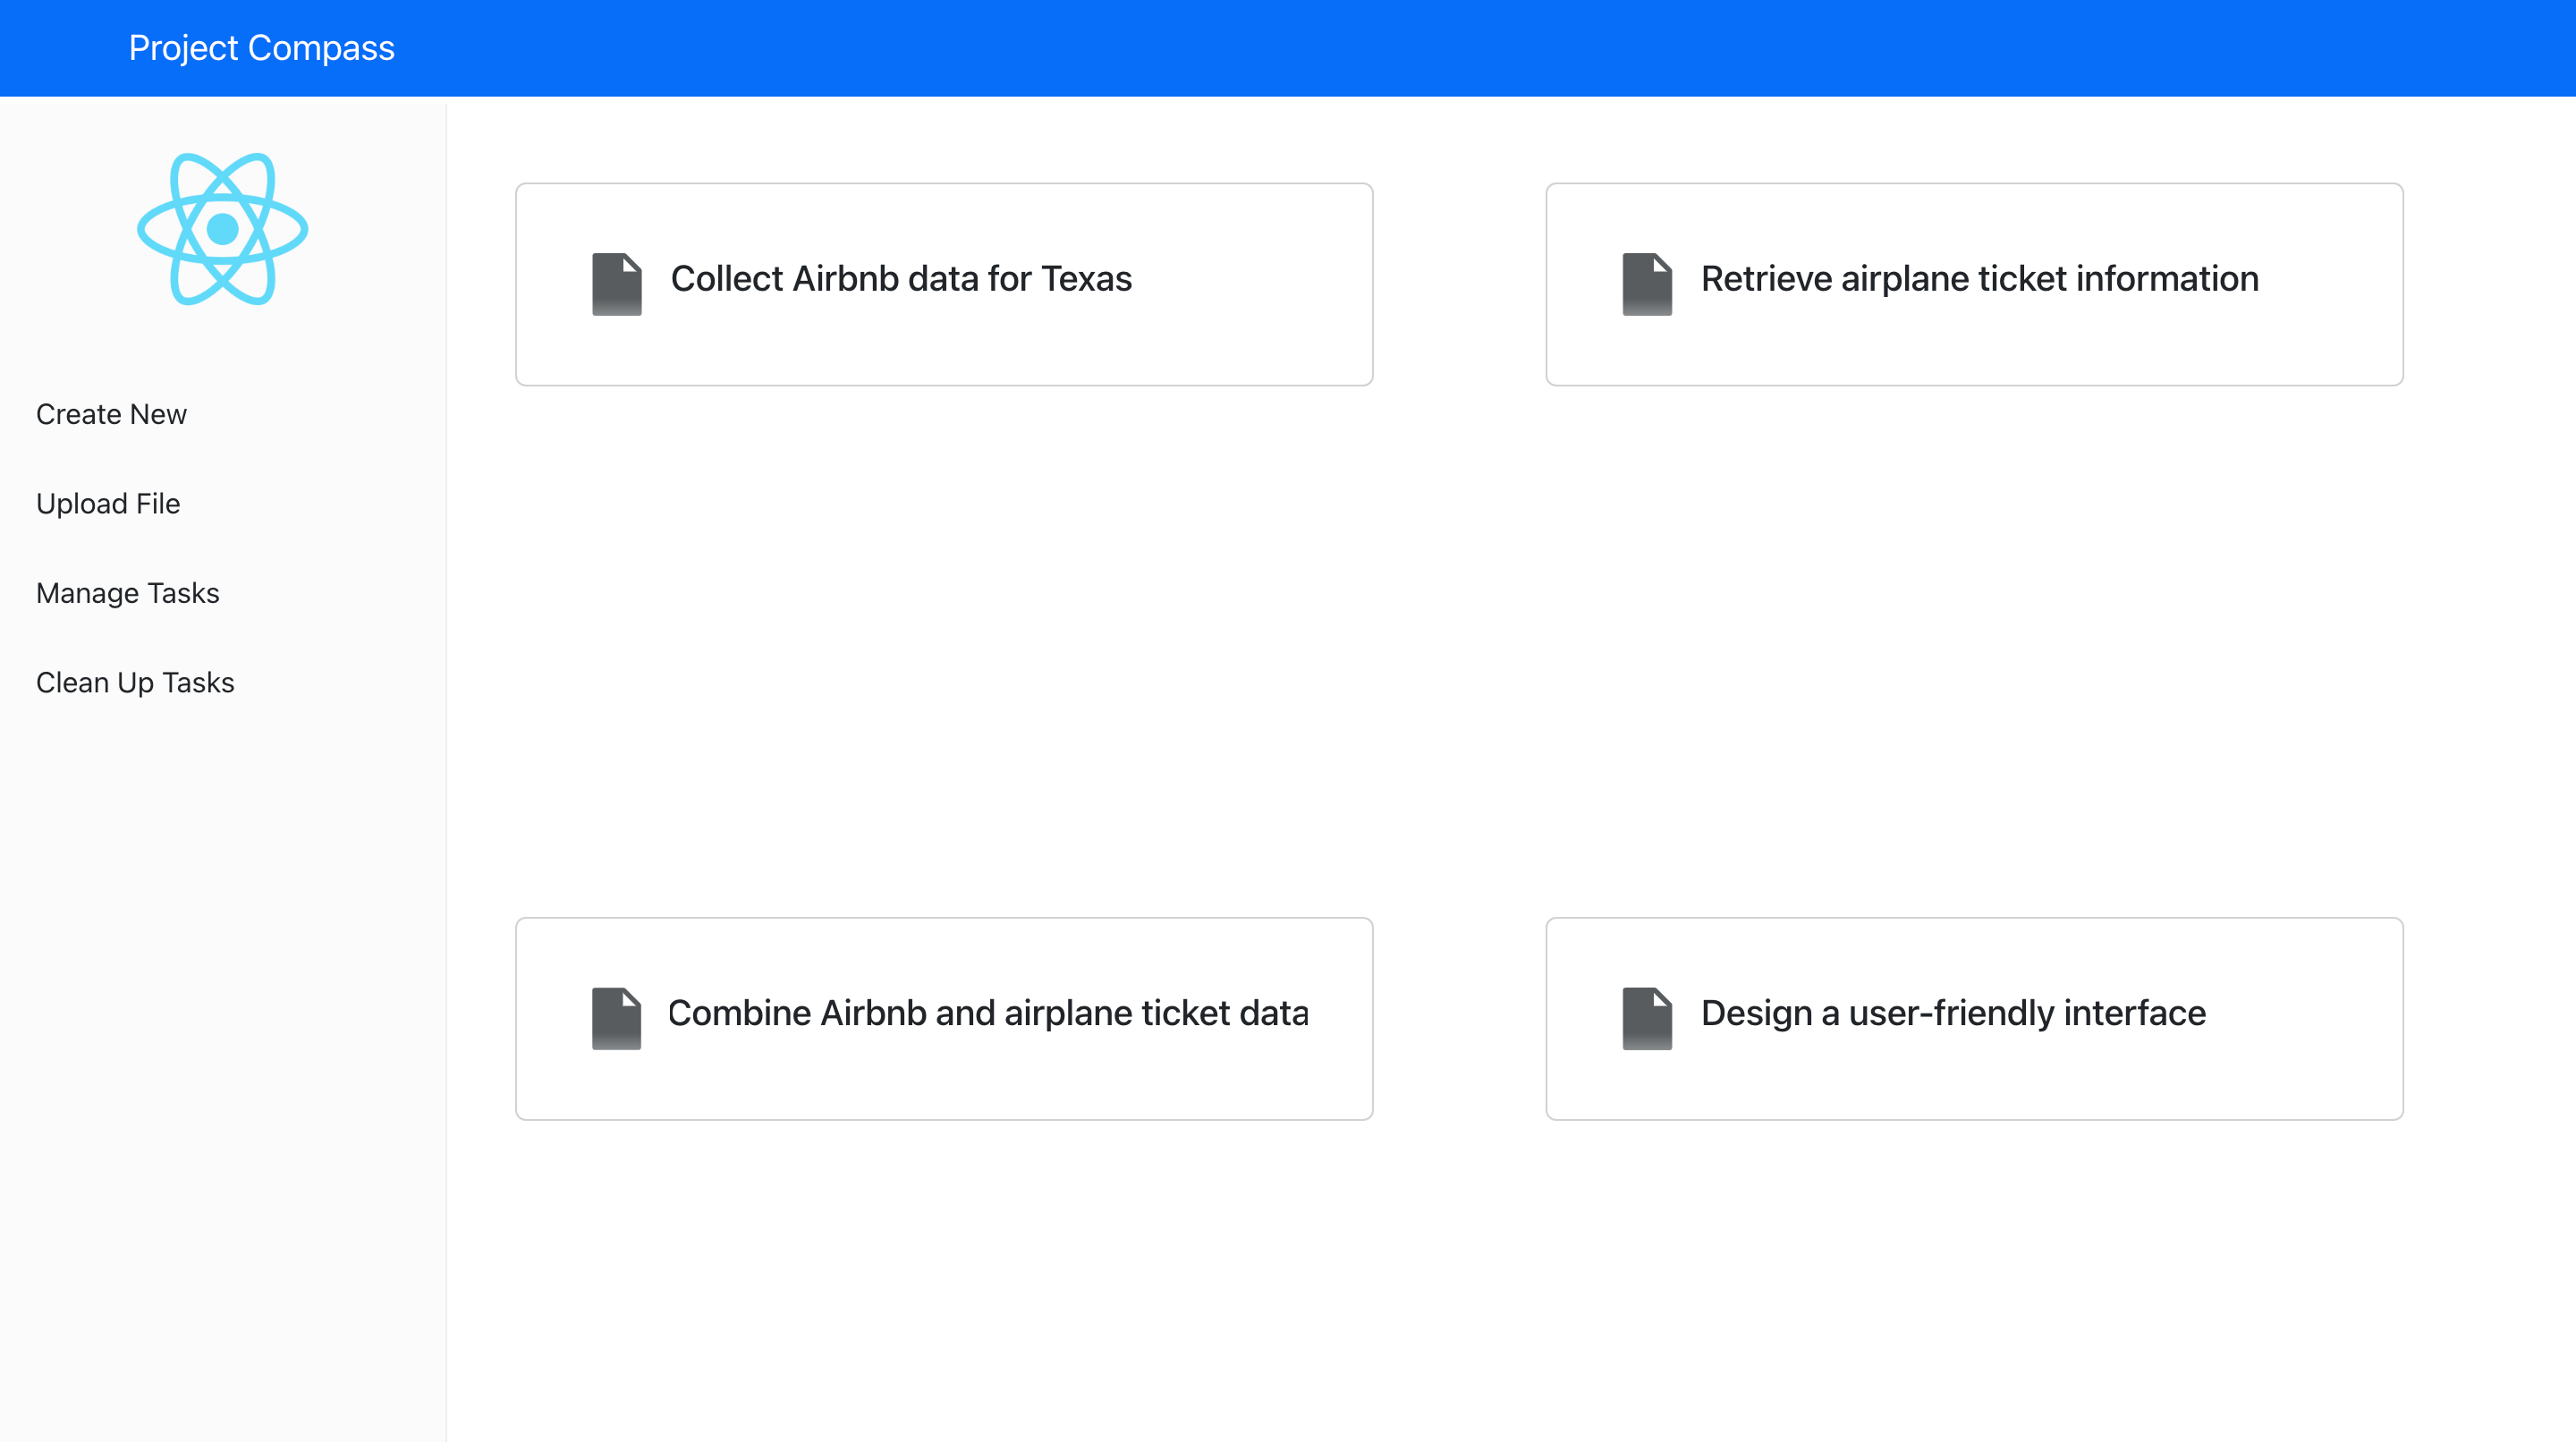 Project Compass
Create New
Upload File
Manage Tasks
Clean Up Tasks
Collect Airbnb data for Texas
Retrieve airplane ticket information
Combine Airbnb and airplane ticket data
Design a user-friendly interface